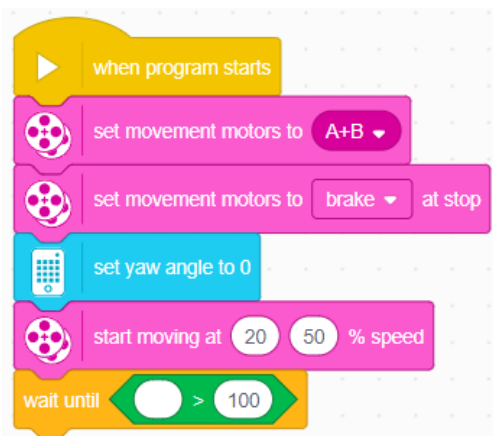 when program starts
set movement motors to A+B
set movement motors to brake at stop
set yaw angle to 0
start moving at 20 50 % speed
wait until > 100